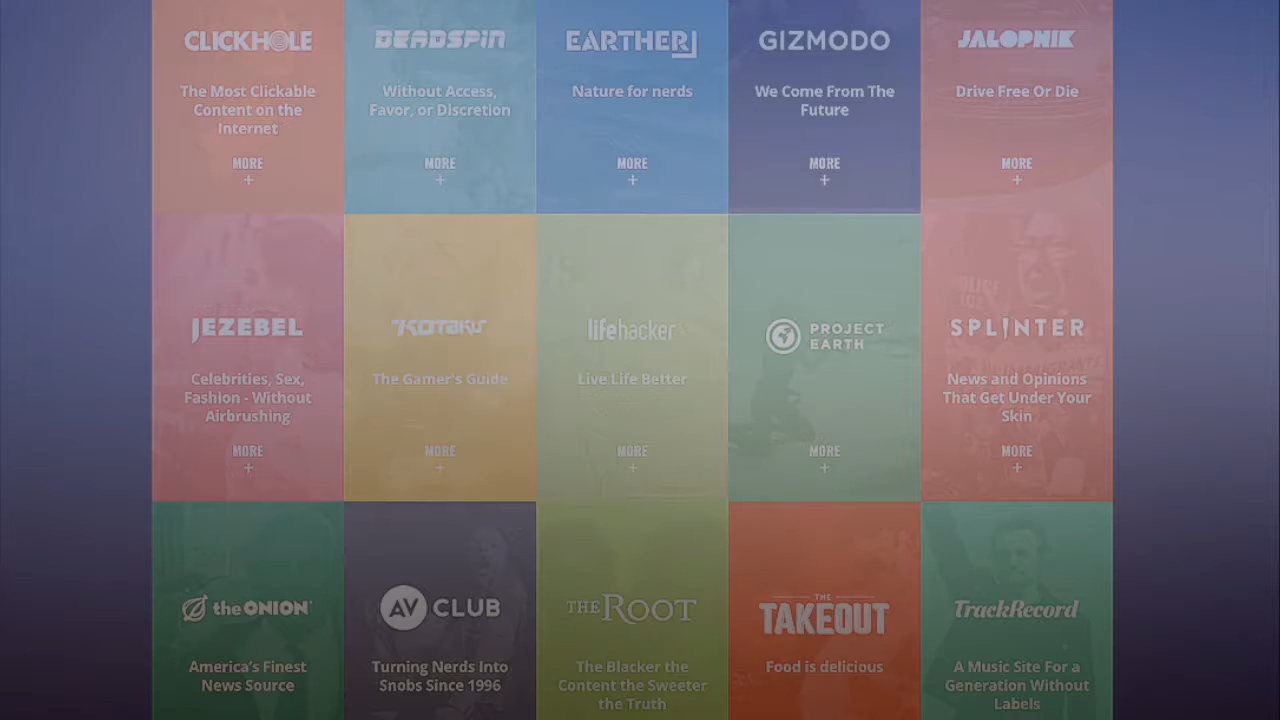 CLICKHOLE
The Most Clickable
Content on the
Internet
MORE
+
DEADSPIN
Without Access,
Favor, or Discretion
MORE
+
EARTHER
Nature for nerds
MORE
+
GIZMODO
We Come From The
Future
MORE
+
JALOPNIK
Drive Free Or Die
MORE
+
JEZEBEL
Celebrities, Sex,
Fashion - Without
Airbrushing
MORE
+
KOTAKU
The Gamer's Guide
MORE
+
lifehacker
Live Life Better
MORE
+
PROJECT
EARTH
MORE
+
SPLINTER
News and Opinions
That Get Under Your
Skin
MORE
+
the ONION
America’s Finest
News Source
AV CLUB
Turning Nerds Into
Snobs Since 1996
THE ROOT
The Blacker the
Content the Sweeter
the Truth
THE
TAKEOUT
Food is delicious
TrackRecord
A Music Site For a
Generation Without
Labels